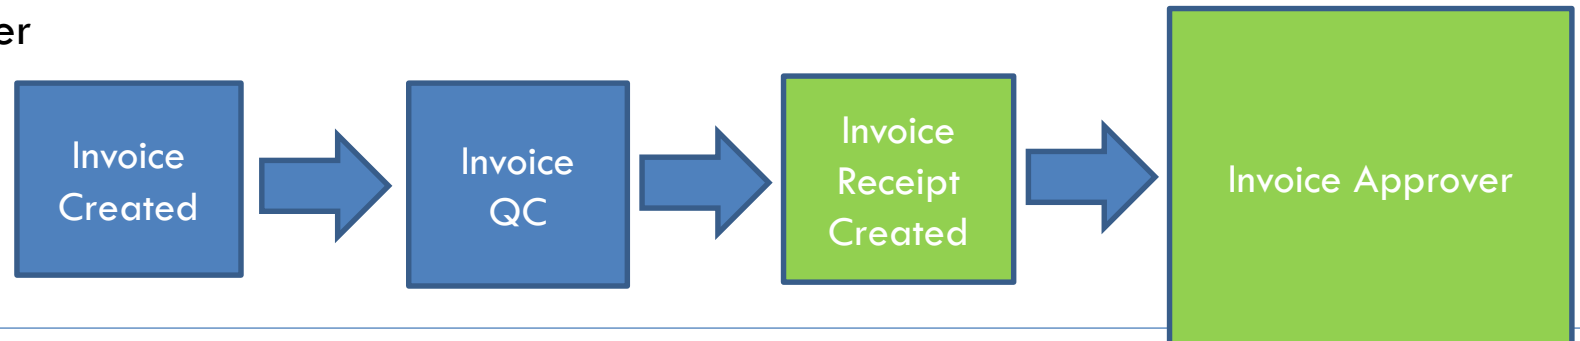 er
Invoice
Created
Invoice
QC
Invoice
Receipt
Created
Invoice Approver